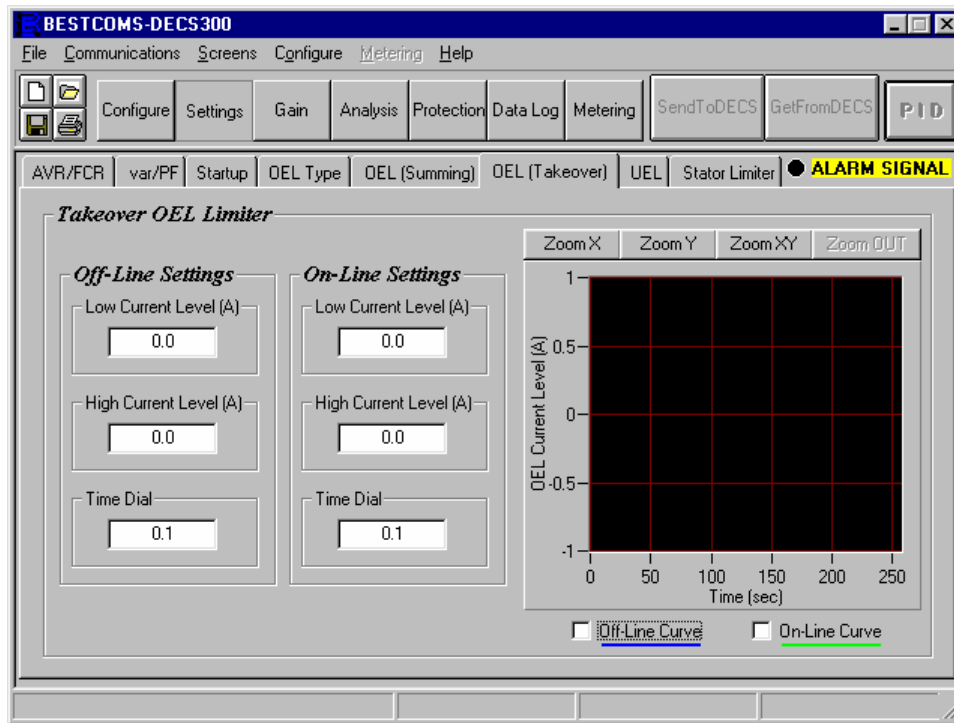 BESTCOMS-DECS300
File Communications Screens Configure Metering Help
Configure Settings Gain Analysis Protection Data Log Metering SendToDECS GetFromDECS PID
AVR/FCR var/PF Startup OEL Type OEL (Summing) OEL (Takeover) UEL Stator Limiter ALARM SIGNAL
Takeover OEL Limiter
Zoom X Zoom Y Zoom XY Zoom OUT
Off-Line Settings
Low Current Level (A)
0.0
High Current Level (A)
0.0
Time Dial
0.1
On-Line Settings
Low Current Level (A)
0.0
High Current Level (A)
0.0
Time Dial
0.1
OEL Current Level (A)
1
0.5
0
-0.5
-1
0 50 100 150 200 250
Time (sec)
Off-Line Curve On-Line Curve